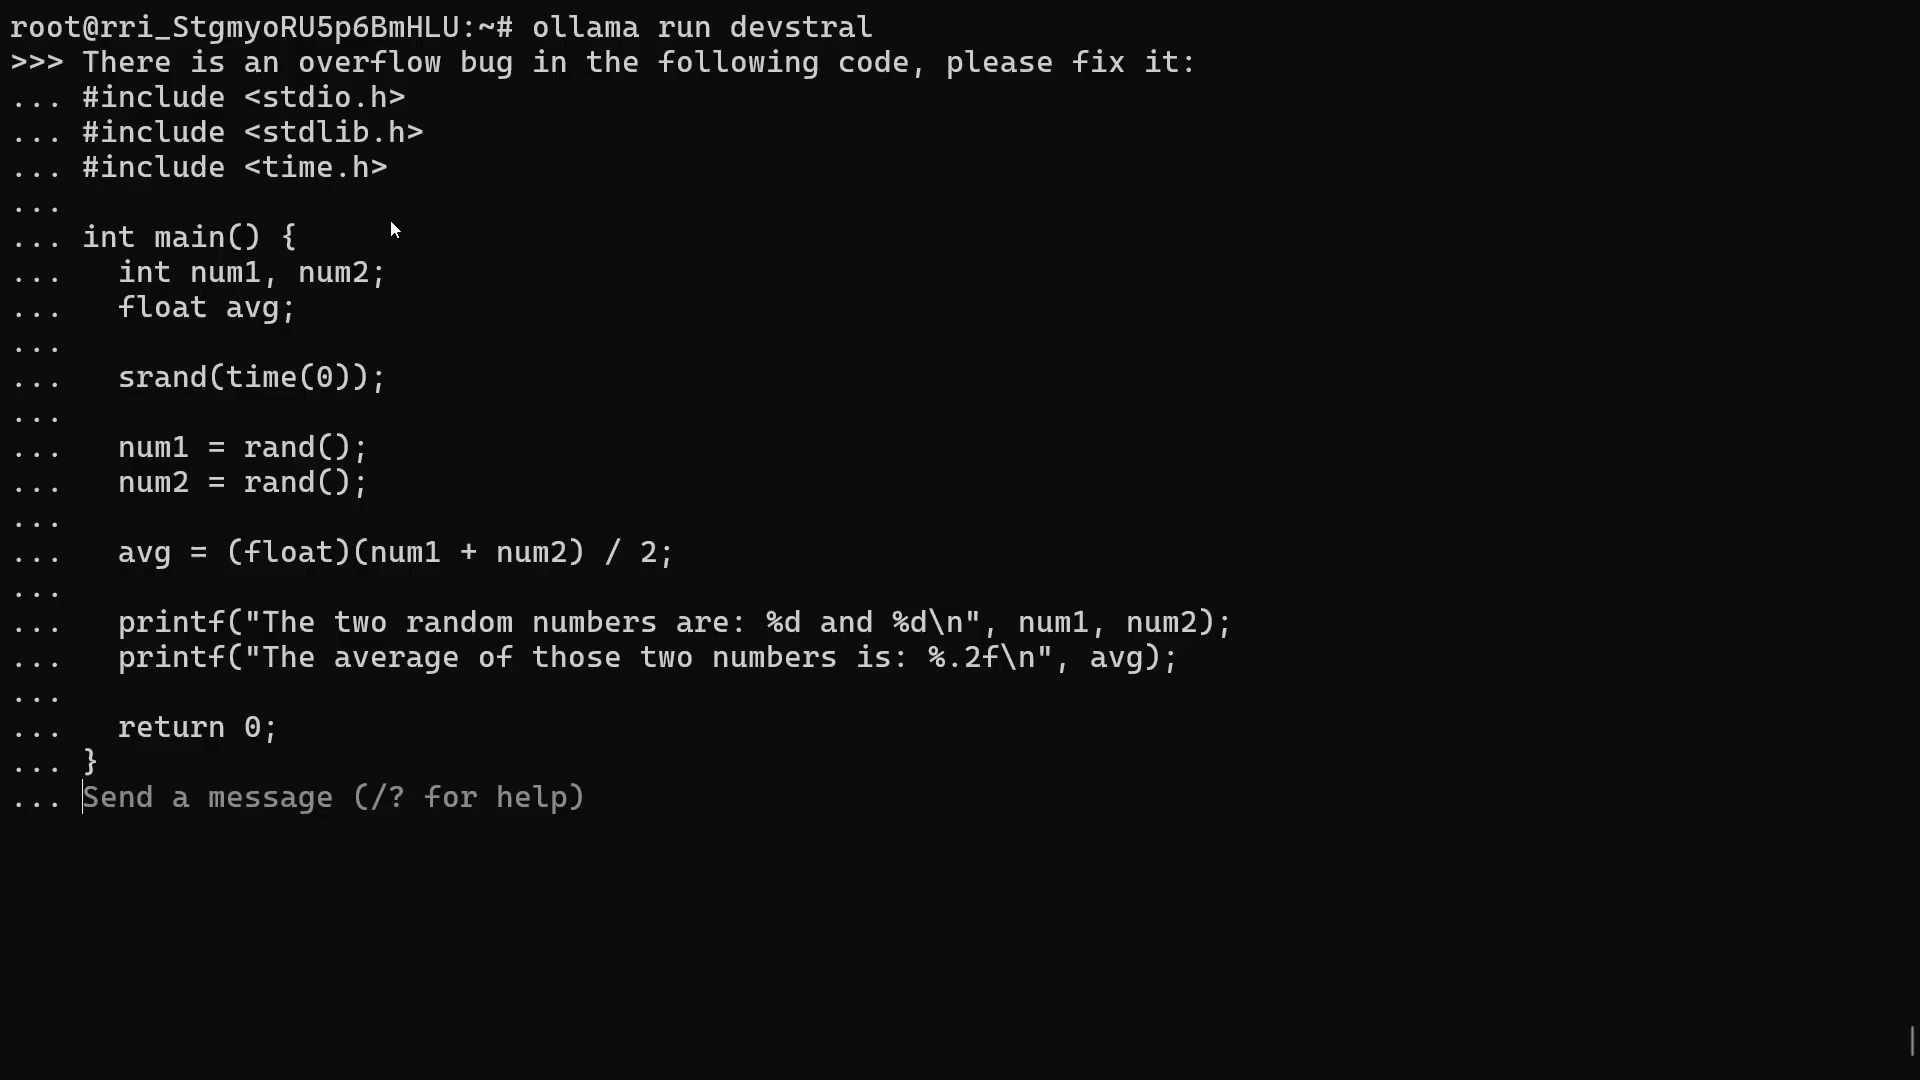 root@rri_StgmyoRU5p6BmHLU:~# ollama run devstral
>>> There is an overflow bug in the following code, please fix it:
... #include <stdio.h>
... #include <stdlib.h>
... #include <time.h>
...
... int main() {
...   int num1, num2;
...   float avg;
...
...   srand(time(0));
...
...   num1 = rand();
...   num2 = rand();
...
...   avg = (float)(num1 + num2) / 2;
...
...   printf("The two random numbers are: %d and %d\n", num1, num2);
...   printf("The average of those two numbers is: %.2f\n", avg);
...
...   return 0;
... }
... Send a message (/? for help)